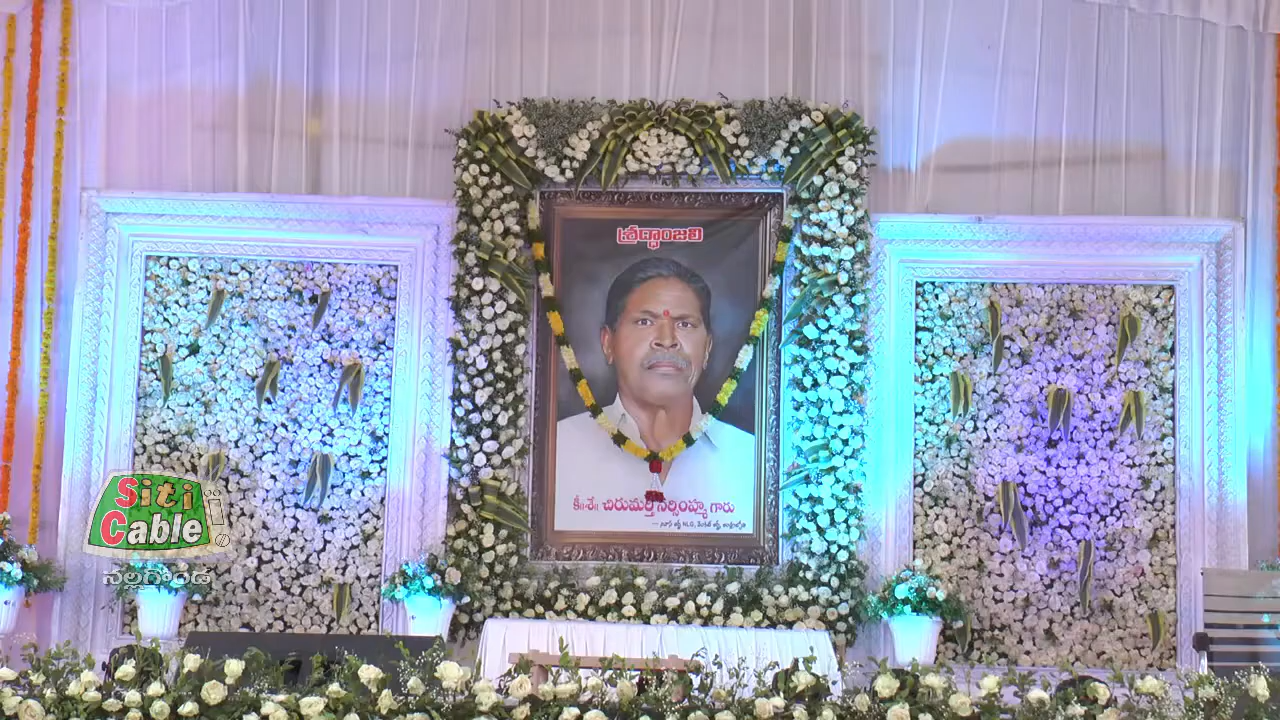 శ్రద్ధాంజలి
కీ॥శే॥ చిరుమర్తి నర్సింహ్మ గారు
Siti
Cable
నల్లగొండ